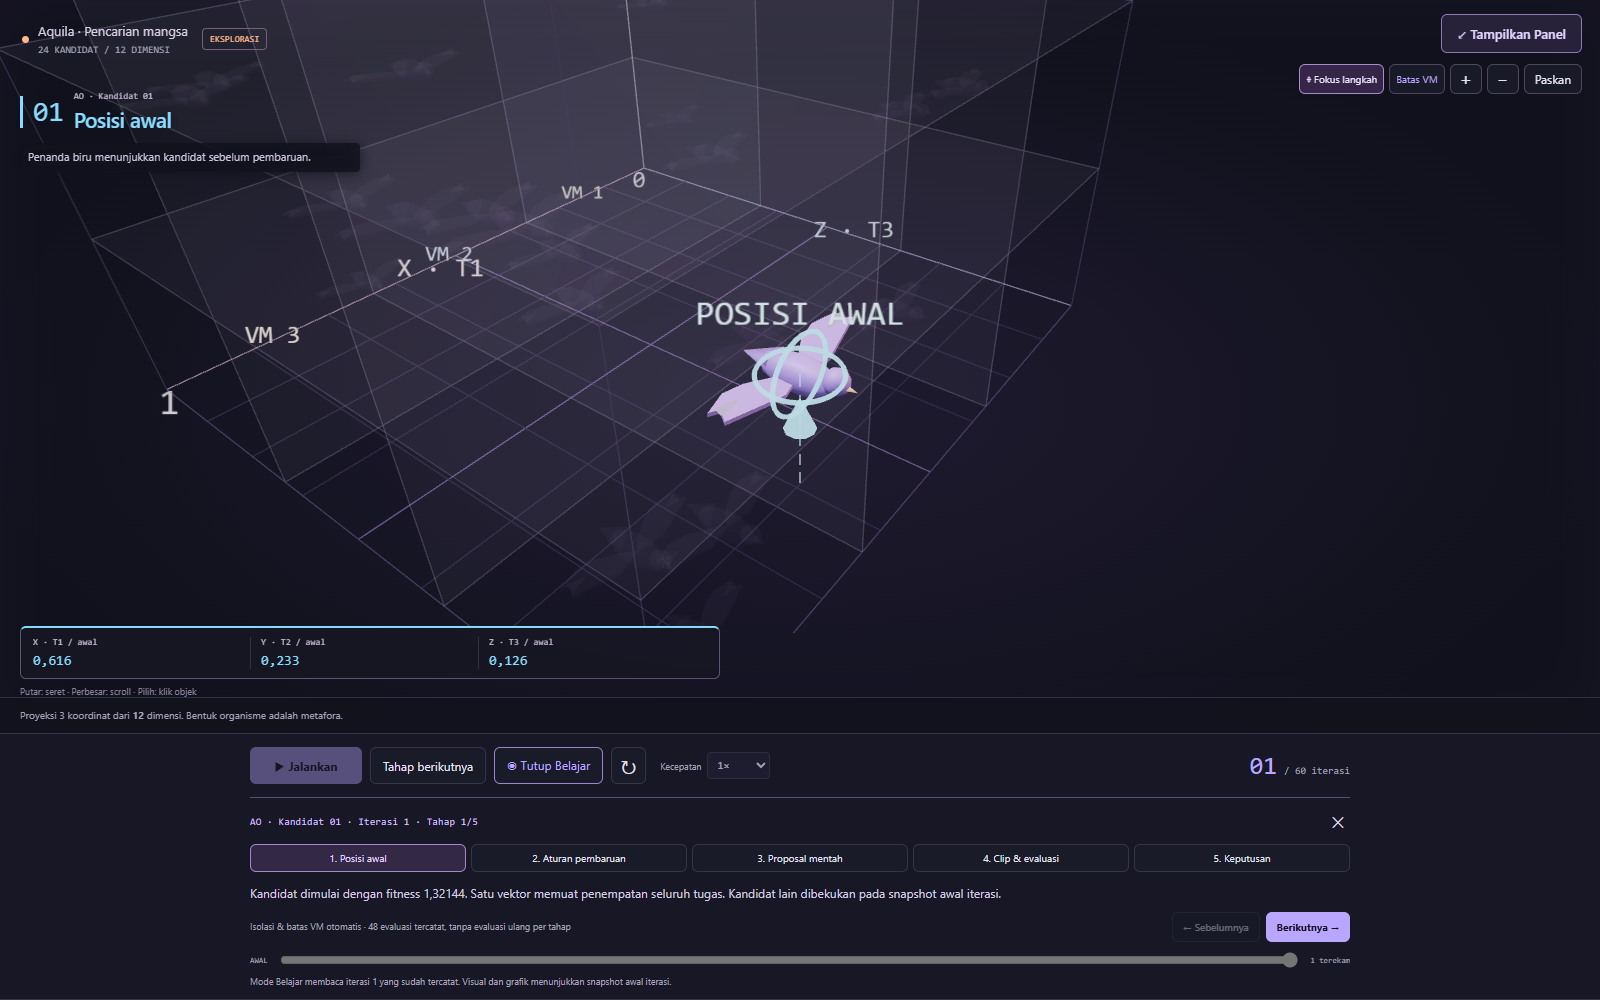 Aquila · Pencarian mangsa
24 KANDIDAT / 12 DIMENSI
EKSPLORASI
Tampilkan Panel
Fokus langkah
Batas VM
+
−
Paskan
01
AO · Kandidat 01
Posisi awal
Penanda biru menunjukkan kandidat sebelum pembaruan.
VM 1
0
Z · T3
VM 2
X · T1
POSISI AWAL
VM 3
1
X · T1 / awal
0,616
Y · T2 / awal
0,233
Z · T3 / awal
0,126
Putar: seret · Perbesar: scroll · Pilih: klik objek
Proyeksi 3 koordinat dari 12 dimensi. Bentuk organisme adalah metafora.
▶ Jalankan
Tahap berikutnya
◉ Tutup Belajar
↻
Kecepatan
1×
01 / 60 iterasi
AO · Kandidat 01 · Iterasi 1 · Tahap 1/5
×
1. Posisi awal
2. Aturan pembaruan
3. Proposal mentah
4. Clip & evaluasi
5. Keputusan
Kandidat dimulai dengan fitness 1,32144. Satu vektor memuat penempatan seluruh tugas. Kandidat lain dibekukan pada snapshot awal iterasi.
Isolasi & batas VM otomatis · 48 evaluasi tercatat, tanpa evaluasi ulang per tahap
← Sebelumnya
Berikutnya →
AWAL
1 terekam
Mode Belajar membaca iterasi 1 yang sudah tercatat. Visual dan grafik menunjukkan snapshot awal iterasi.